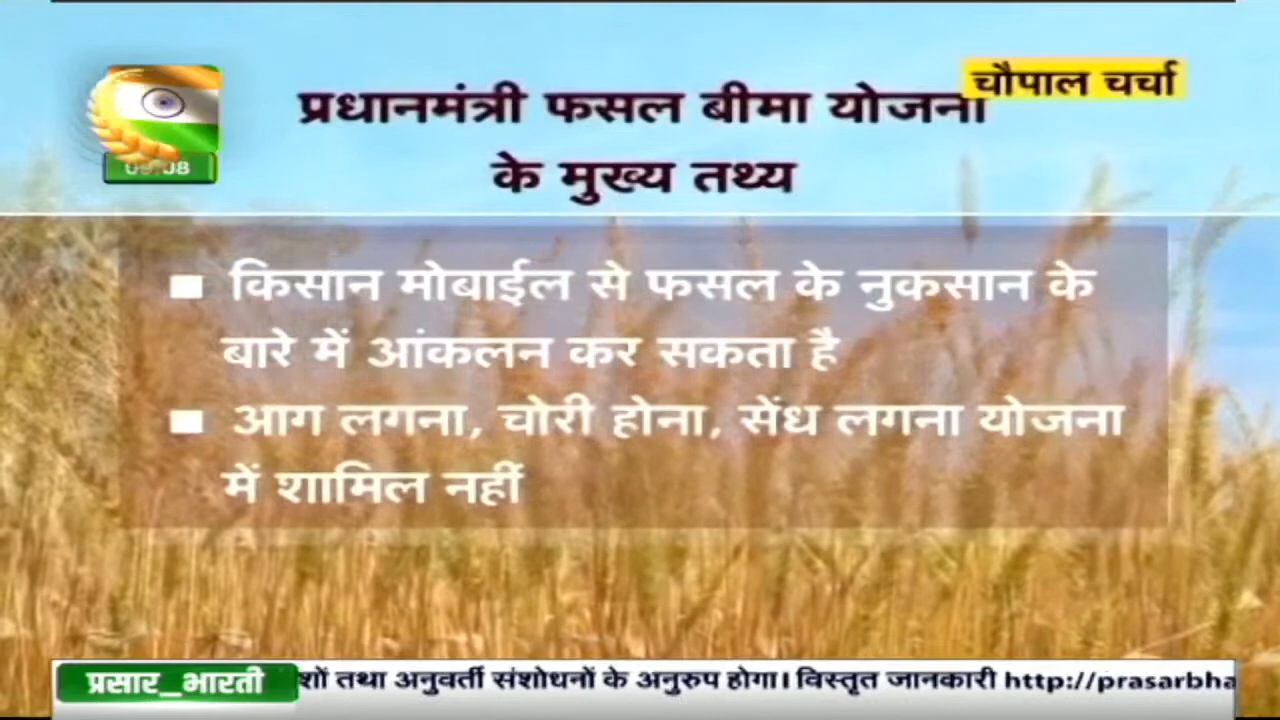 चौपाल चर्चा
प्रधानमंत्री फसल बीमा योजना
के मुख्य तथ्य
■ किसान मोबाईल से फसल के नुकसान के
बारे में आंकलन कर सकता है
■ आग लगना, चोरी होना, सेंध लगना योजना
में शामिल नहीं
प्रसार_भारती शों तथा अनुवर्ती संशोधनों के अनुरुप होगा। विस्तृत जानकारी http://prasarbha